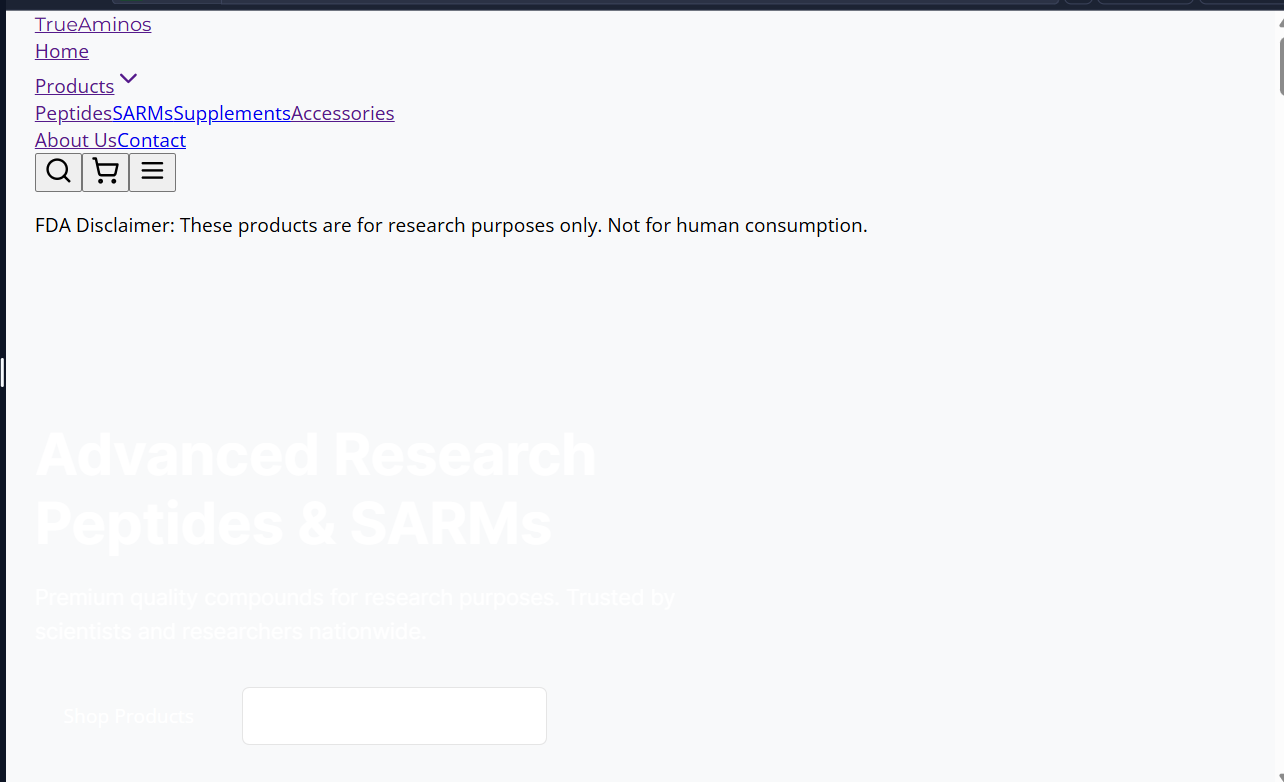 TrueAminos
Home
Products
PeptidesSARMsSupplementsAccessories
About UsContact
FDA Disclaimer: These products are for research purposes only. Not for human consumption.
Advanced Research
Peptides & SARMs
Premium quality compounds for research purposes. Trusted by
scientists and researchers nationwide.
Shop Products